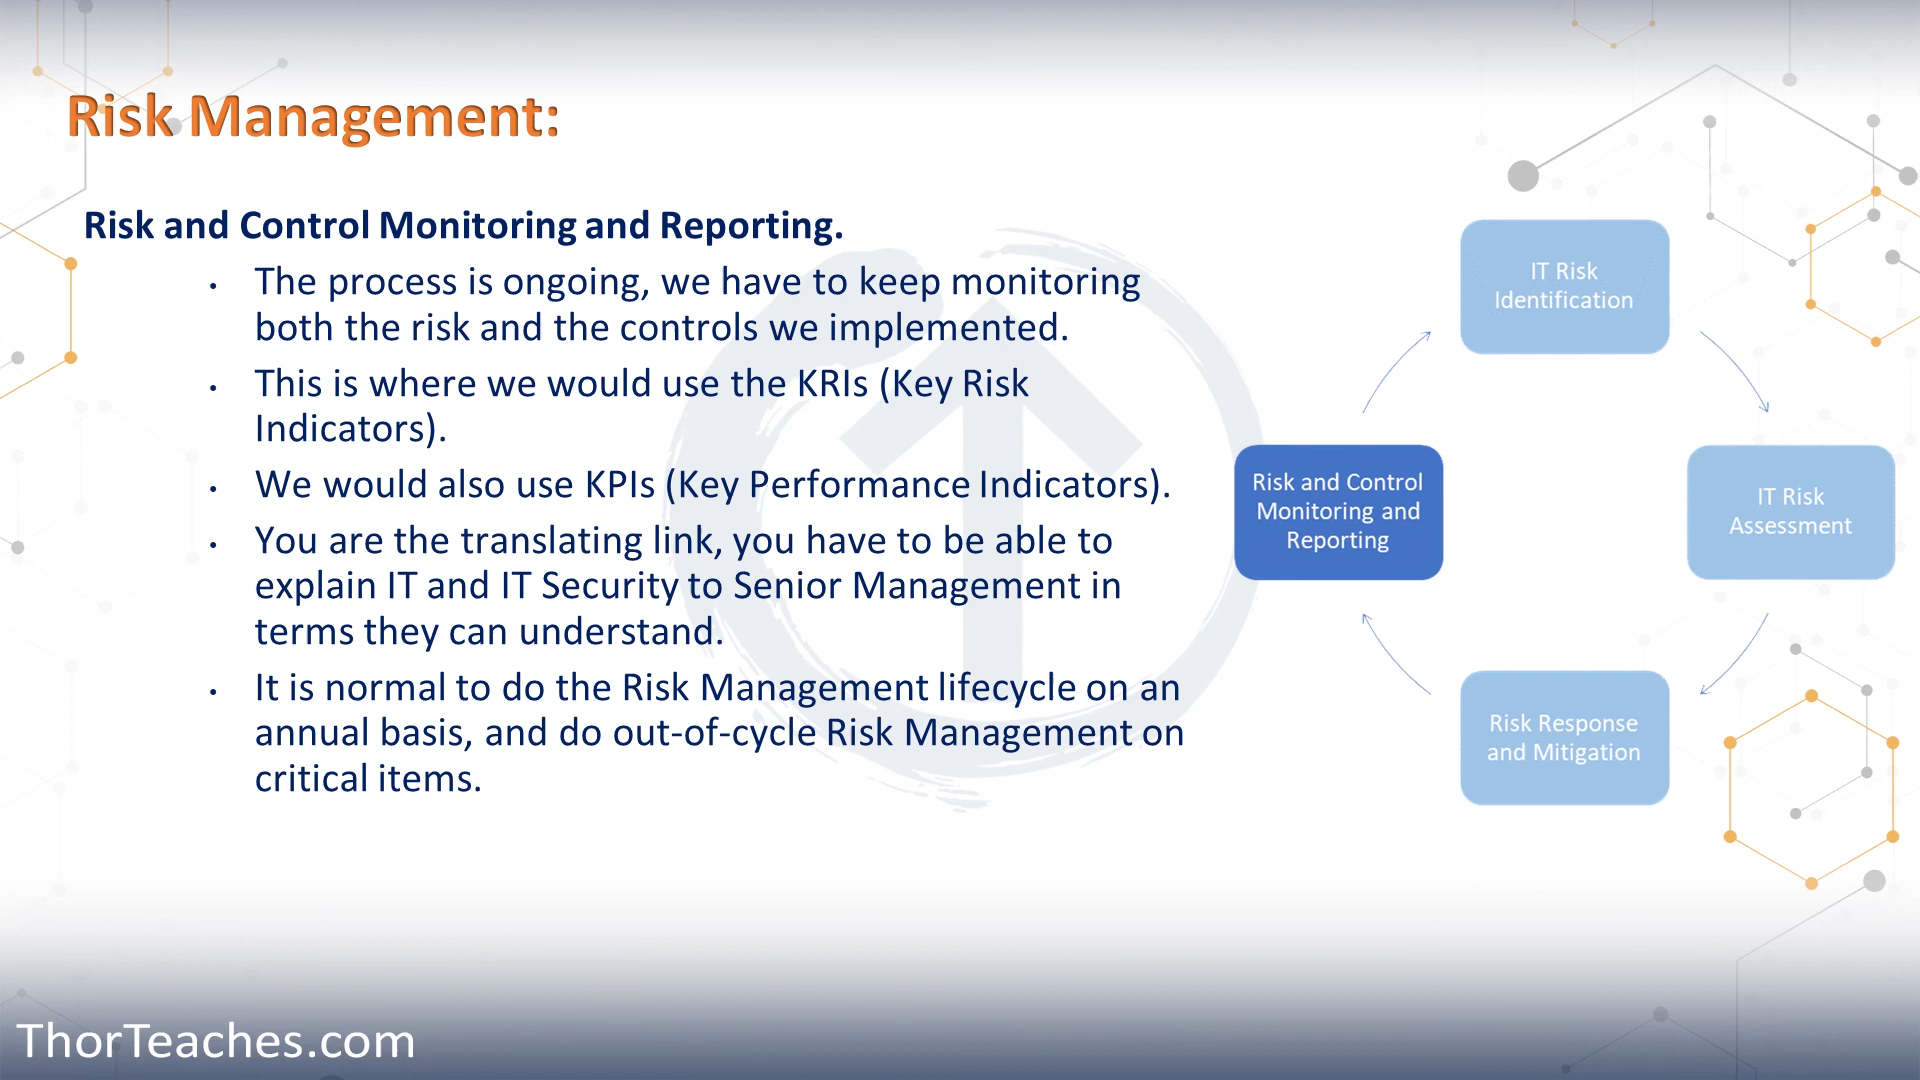 Risk Management:
Risk and Control Monitoring and Reporting.
• The process is ongoing, we have to keep monitoring
both the risk and the controls we implemented.
• This is where we would use the KRIs (Key Risk
Indicators).
• We would also use KPIs (Key Performance Indicators).
• You are the translating link, you have to be able to
explain IT and IT Security to Senior Management in
terms they can understand.
• It is normal to do the Risk Management lifecycle on an
annual basis, and do out-of-cycle Risk Management on
critical items.
IT Risk
Identification
IT Risk
Assessment
Risk Response
and Mitigation
Risk and Control
Monitoring and
Reporting
ThorTeaches.com